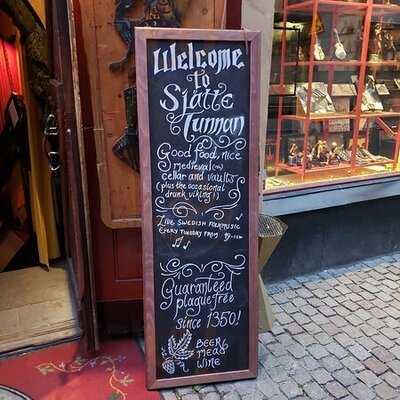 Welcome
to
Sjätte
Tunnan
Good food, nice
medieval
cellar and vaults
(plus the occasional
drunk viking!)
Live Swedish folkmusic
Every Tuesday from 19-
Guaranteed
plague free
since 1350!
Beer
Mead
Wine